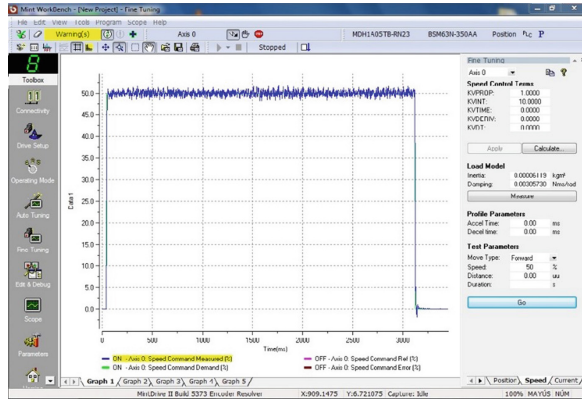 Mint WorkBench - [New Project] - Fine Tuning
File Edit View Tools Program Scope Help
Warning(s) Axis 0 MDH1A05TB-RN23 BSM63N-350AA Position
Stopped
Toolbox
Connectivity
Drive Setup
Operating Mode
Auto Tuning
Fine Tuning
Edit & Debug
Scope
Parameters
Data 1
50.0
45.0
40.0
35.0
30.0
25.0
20.0
15.0
10.0
5.0
0.0
0 500 1000 1500 2000 2500 3000
Time(ms)
ON - Axis 0: Speed Command Measured (%) OFF - Axis 0: Speed Command Ref (%)
ON - Axis 0: Speed Command Demand (%) OFF - Axis 0: Speed Command Error (%)
Graph 1 Graph 2 Graph 3 Graph 4 Graph 5
Fine Tuning
Axis 0
Speed Control Terms
KVPROP: 1.0000
KVINT: 10.0000
KVTIME: 0.0000
KVDERIV: 0.0000
KVDT: 0.0000
Apply Calculate...
Load Model
Inertia: 0.00006119 kgm²
Damping: 0.00305730
Measure
Profile Parameters
Accel Time: 0.00 ms
Decel time: 0.00 ms
Test Parameters
Move Type: Forward
Speed: 50 %
Distance: 0.00 uu
Duration: s
Go
Position Speed Current
MintDrive II Build 5373 Encoder Resolver X:909.1475 Y:6.721075 Capture: Idle 100% MAYÚS NÚM